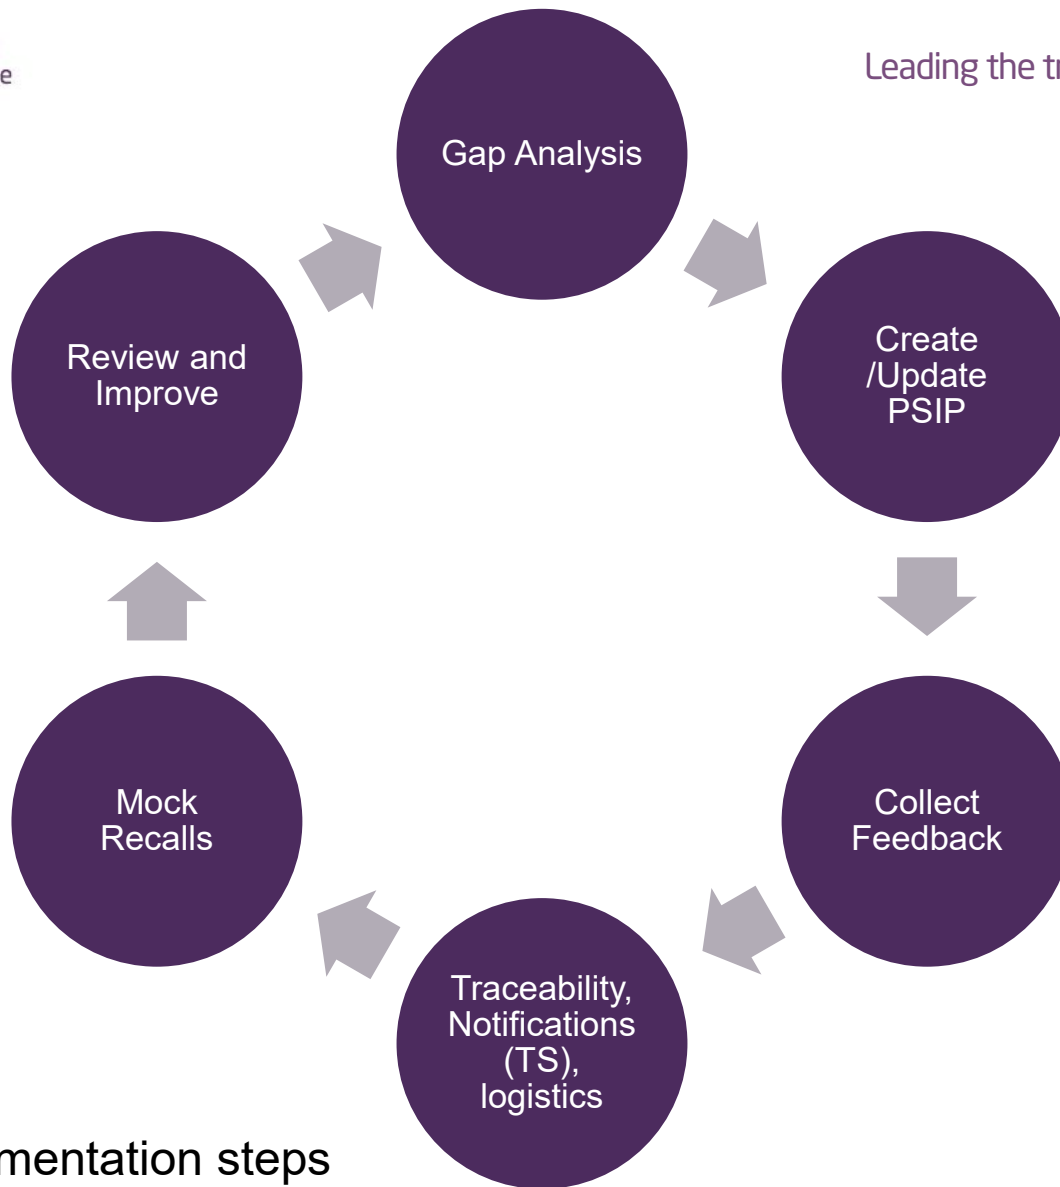 e
Leading the tr
Gap Analysis
Create
/Update
PSIP
Collect
Feedback
Traceability,
Notifications
(TS),
logistics
Mock
Recalls
Review and
Improve
mentation steps